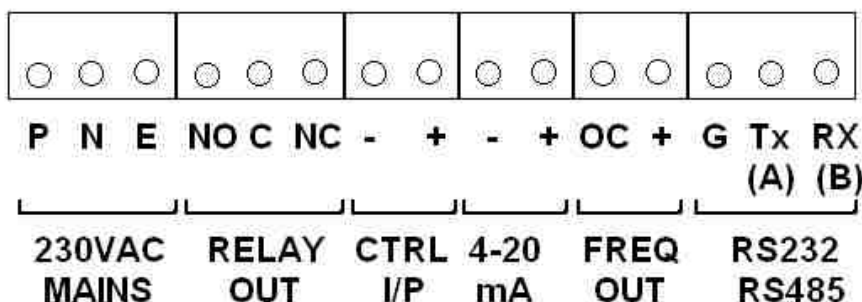 P N E NO C NC - + - + OC + G Tx RX
(A) (B)
230VAC RELAY CTRL 4-20 FREQ RS232
MAINS OUT I/P mA OUT RS485